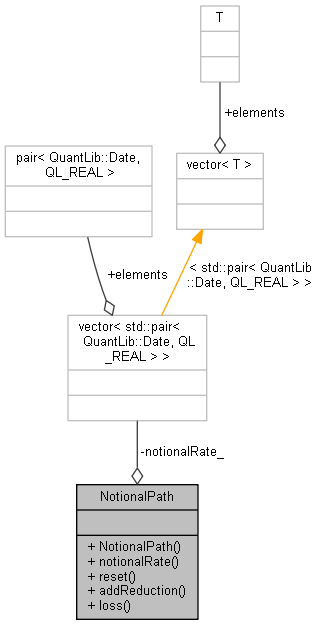 T
+elements
pair< QuantLib::Date,
QL_REAL >
vector< T >
+elements
< std::pair< QuantLib
::Date, QL_REAL > >
vector< std::pair<
QuantLib::Date, QL
_REAL > >
-notionalRate_
NotionalPath
+ NotionalPath()
+ notionalRate()
+ reset()
+ addReduction()
+ loss()